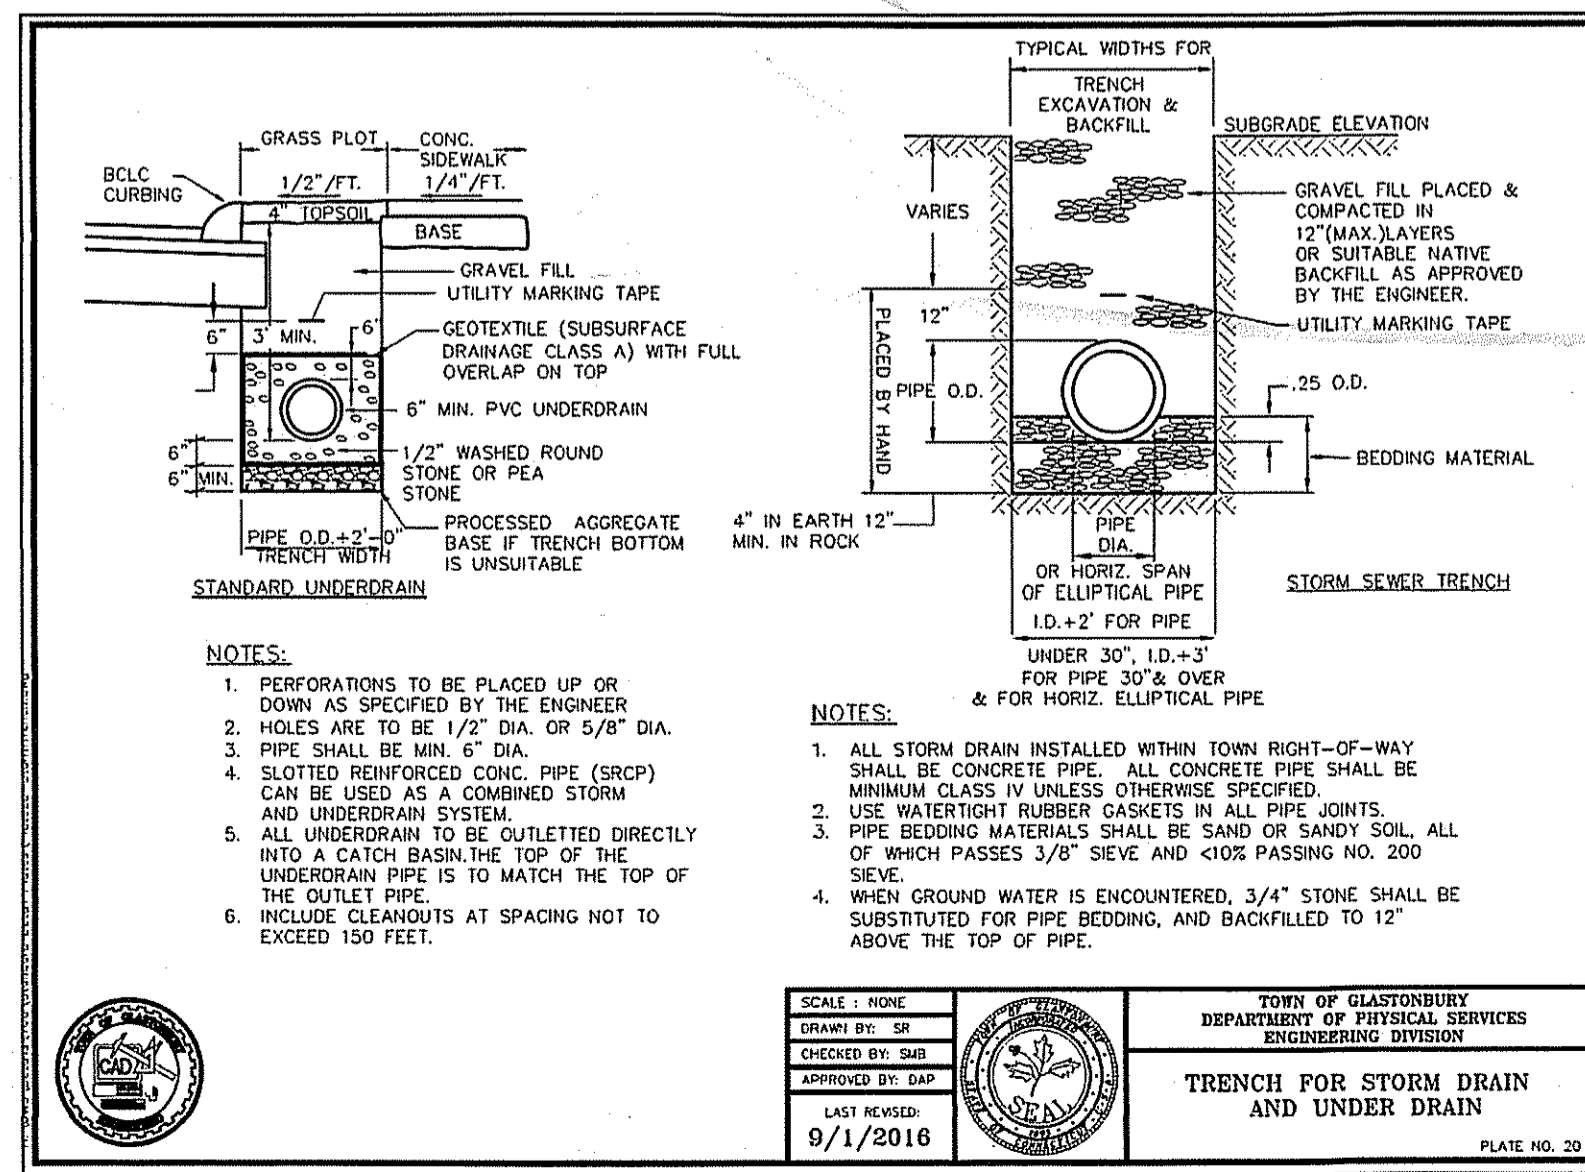 GRASS PLOT
CONC.
SIDEWALK
BCLC
CURBING
1/2"/FT.
1/4"/FT.
4" TOPSOIL
BASE
GRAVEL FILL
UTILITY MARKING TAPE
6"
3' MIN.
6'
GEOTEXTILE (SUBSURFACE
DRAINAGE CLASS A) WITH FULL
OVERLAP ON TOP
6" MIN. PVC UNDERDRAIN
6"
1/2" WASHED ROUND
STONE OR PEA
STONE
6" MIN.
PROCESSED AGGREGATE
BASE IF TRENCH BOTTOM
IS UNSUITABLE
PIPE O.D.+2'-0"
TRENCH WIDTH
STANDARD UNDERDRAIN
NOTES:
1. PERFORATIONS TO BE PLACED UP OR
DOWN AS SPECIFIED BY THE ENGINEER
2. HOLES ARE TO BE 1/2" DIA. OR 5/8" DIA.
3. PIPE SHALL BE MIN. 6" DIA.
4. SLOTTED REINFORCED CONC. PIPE (SRCP)
CAN BE USED AS A COMBINED STORM
AND UNDERDRAIN SYSTEM.
5. ALL UNDERDRAIN TO BE OUTLETTED DIRECTLY
INTO A CATCH BASIN.THE TOP OF THE
UNDERDRAIN PIPE IS TO MATCH THE TOP OF
THE OUTLET PIPE.
6. INCLUDE CLEANOUTS AT SPACING NOT TO
EXCEED 150 FEET.
TYPICAL WIDTHS FOR
TRENCH
EXCAVATION &
BACKFILL
SUBGRADE ELEVATION
VARIES
GRAVEL FILL PLACED &
COMPACTED IN
12"(MAX.)LAYERS
OR SUITABLE NATIVE
BACKFILL AS APPROVED
BY THE ENGINEER.
UTILITY MARKING TAPE
12"
PLACED BY HAND
PIPE O.D.
.25 O.D.
BEDDING MATERIAL
4" IN EARTH 12"
MIN. IN ROCK
PIPE
DIA.
OR HORIZ. SPAN
OF ELLIPTICAL PIPE
I.D.+2' FOR PIPE
UNDER 30", I.D.+3'
FOR PIPE 30"& OVER
& FOR HORIZ. ELLIPTICAL PIPE
STORM SEWER TRENCH
NOTES:
1. ALL STORM DRAIN INSTALLED WITHIN TOWN RIGHT-OF-WAY
SHALL BE CONCRETE PIPE. ALL CONCRETE PIPE SHALL BE
MINIMUM CLASS IV UNLESS OTHERWISE SPECIFIED.
2. USE WATERTIGHT RUBBER GASKETS IN ALL PIPE JOINTS.
3. PIPE BEDDING MATERIALS SHALL BE SAND OR SANDY SOIL, ALL
OF WHICH PASSES 3/8" SIEVE AND <10% PASSING NO. 200
SIEVE.
4. WHEN GROUND WATER IS ENCOUNTERED, 3/4" STONE SHALL BE
SUBSTITUTED FOR PIPE BEDDING, AND BACKFILLED TO 12"
ABOVE THE TOP OF PIPE.
TOWN OF GLASTONBURY
CAD
SCALE : NONE
DRAWN BY: SR
CHECKED BY: SMB
APPROVED BY: DAP
LAST REVISED:
9/1/2016
TOWN OF GLASTONBURY
INCORPORATED
SEAL
STATE OF CONNECTICUT U.S.A.
TOWN OF GLASTONBURY
DEPARTMENT OF PHYSICAL SERVICES
ENGINEERING DIVISION
TRENCH FOR STORM DRAIN
AND UNDER DRAIN
PLATE NO. 20